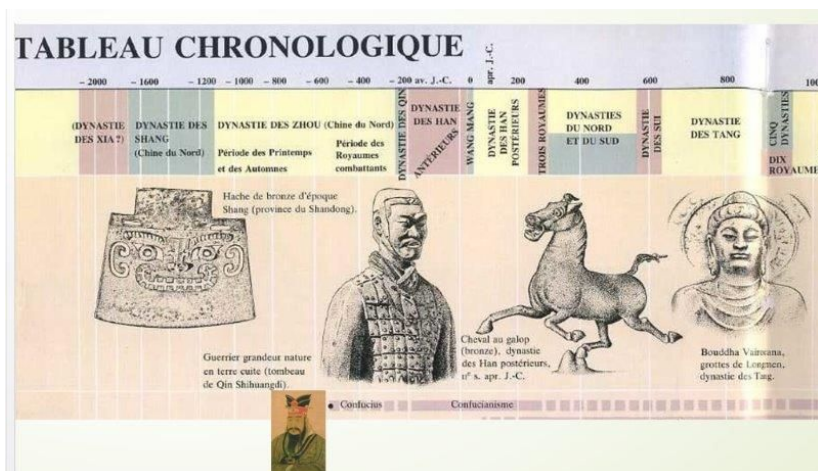 TABLEAU CHRONOLOGIQUE
apr. J.-C.
– 2000
– 1600
– 1200
– 1000
– 800
– 600
– 400
– 200 av. J.-C.
0
200
400
600
800
100
(DYNASTIE
DES XIA ?)
DYNASTIE DES
SHANG
(Chine du Nord)
DYNASTIE DES ZHOU (Chine du Nord)
Période des Printemps
et des Automnes
Période des
Royaumes
combattants
DYNASTIE DES QIN
DYNASTIE
DES HAN
ANTÉRIEURS
WANG MANG
DYNASTIE
DES HAN
POSTÉRIEURS
TROIS ROYAUMES
DYNASTIES
DU NORD
ET DU SUD
DYNASTIE
DES SUI
DYNASTIE
DES TANG
CINQ
DYNASTIES
DIX
ROYAUME
Hache de bronze d'époque
Shang (province du Shandong).
Guerrier grandeur nature
en terre cuite (tombeau
de Qin Shihuangdi).
Cheval au galop
(bronze), dynastie
des Han postérieurs,
IIe s. apr. J.-C.
Bouddha Vairocana,
grottes de Longmen,
dynastie des Tang.
Confucius
Confucianisme